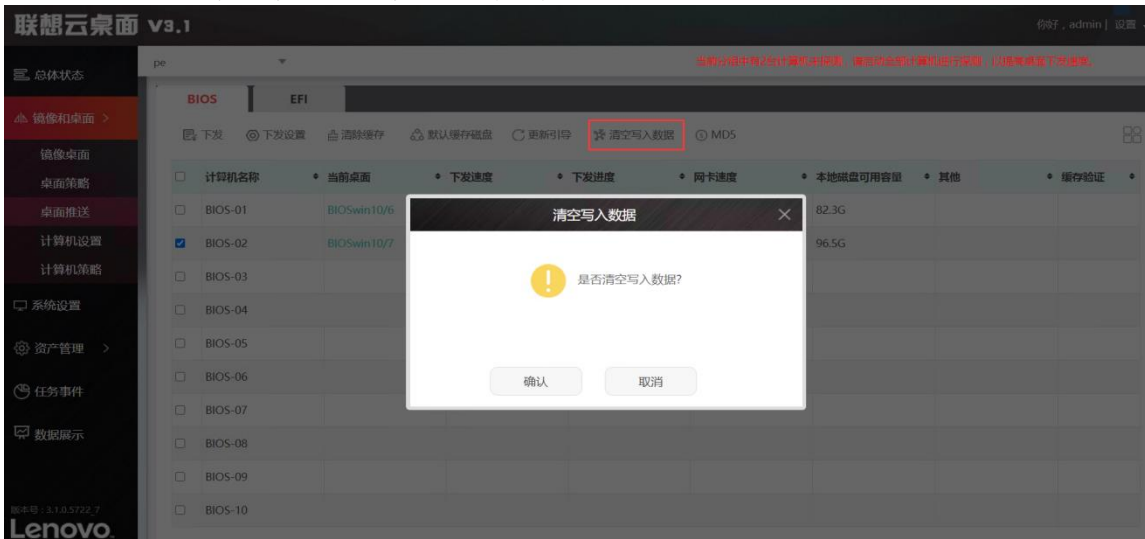 联想云桌面 V3.1
你好，admin | 设置
总体状态
镜像和桌面 >
镜像桌面
桌面策略
桌面推送
计算机设置
计算机策略
系统设置
资产管理 >
任务事件
数据展示
版本号：3.1.0.5722_7
Lenovo
pe
BIOS EFI
下发 下发设置 清除缓存 默认缓存磁盘 更新引导 清空写入数据 MD5
计算机名称 当前桌面 下发速度 下发进度 网卡速度 本地磁盘可用容量 其他 缓存验证
BIOS-01 BIOSwin10/6 82.3G
BIOS-02 BIOSwin10/7 96.5G
BIOS-03
BIOS-04
BIOS-05
BIOS-06
BIOS-07
BIOS-08
BIOS-09
BIOS-10
清空写入数据
是否清空写入数据?
确认 取消